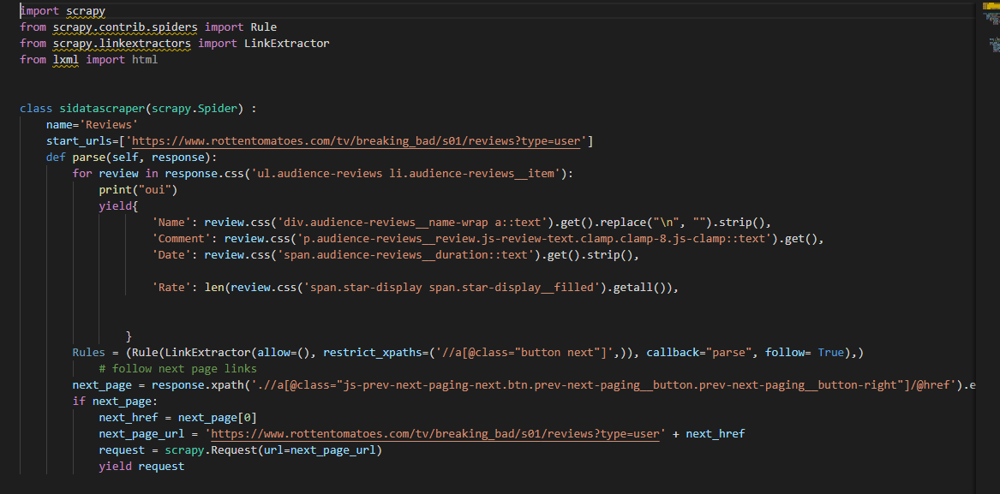 import scrapy
from scrapy.contrib.spiders import Rule
from scrapy.linkextractors import LinkExtractor
from lxml import html
class sidatascraper(scrapy.Spider) :
name='Reviews'
start_urls=['https://www.rottentomatoes.com/tv/breaking_bad/s01/reviews?type=user']
def parse(self, response):
for review in response.css('ul.audience-reviews li.audience-reviews__item'):
print("oui")
yield{
'Name': review.css('div.audience-reviews__name-wrap a::text').get().replace("\n", "").strip(),
'Comment': review.css('p.audience-reviews__review.js-review-text.clamp.clamp-8.js-clamp::text').get(),
'Date': review.css('span.audience-reviews__duration::text').get().strip(),
'Rate': len(review.css('span.star-display span.star-display__filled').getall()),
}
Rules = (Rule(LinkExtractor(allow=(), restrict_xpaths=('//a[@class="button next"]',)), callback="parse", follow= True),)
# follow next page links
next_page = response.xpath('.//a[@class="js-prev-next-paging-next.btn.prev-next-paging__button.prev-next-paging__button-right"]/@href').e
if next_page:
next_href = next_page[0]
next_page_url = 'https://www.rottentomatoes.com/tv/breaking_bad/s01/reviews?type=user' + next_href
request = scrapy.Request(url=next_page_url)
yield request